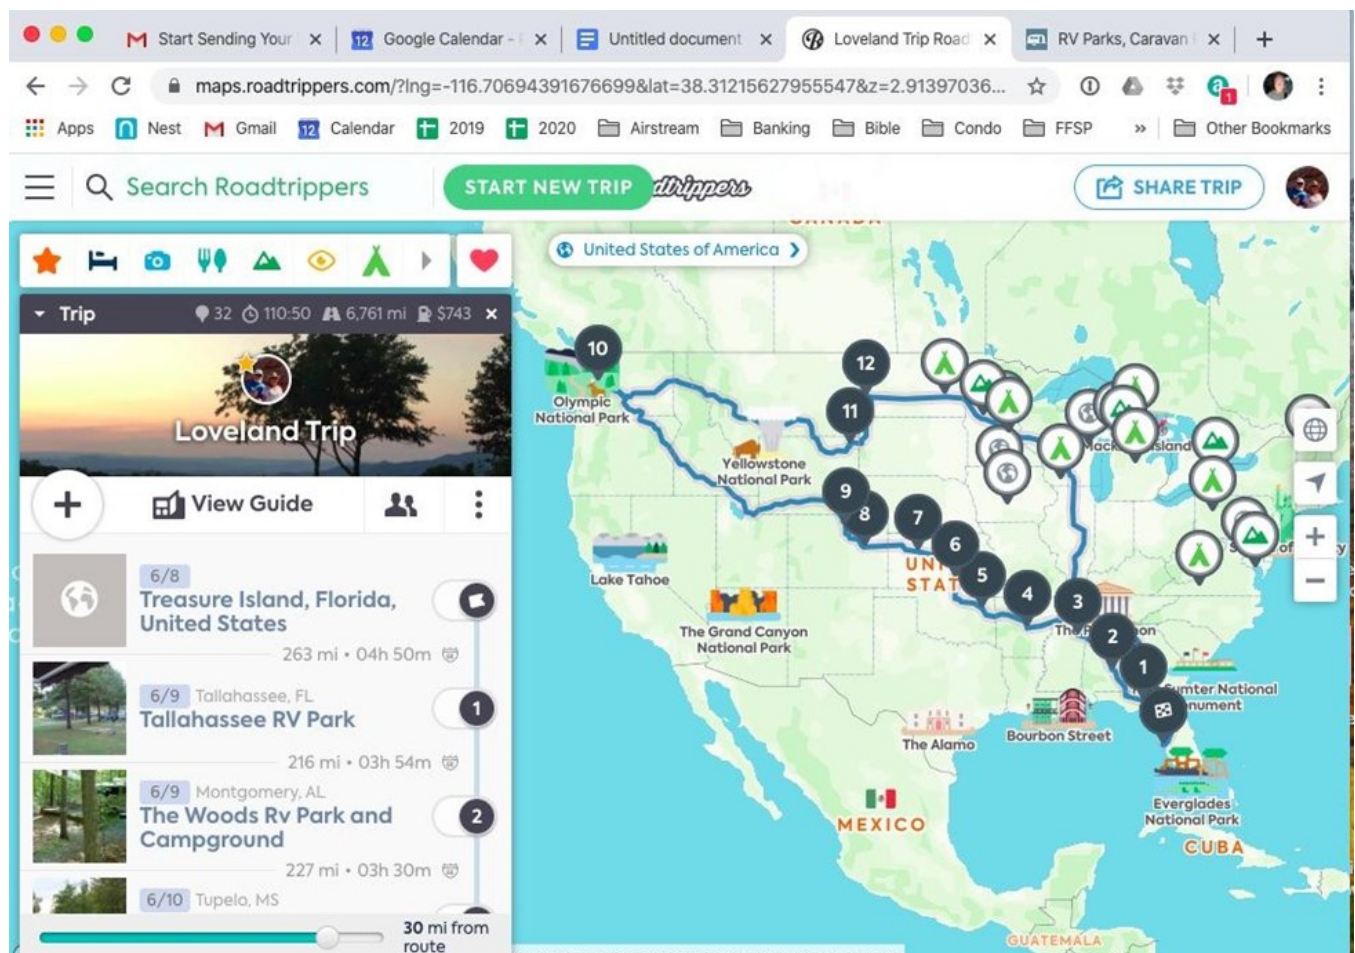 Start Sending Your
Google Calendar -
Untitled document
Loveland Trip Road
RV Parks, Caravan
maps.roadtrippers.com/?lng=-116.70694391676699&lat=38.31215627955547&z=2.91397036...
1
Apps
Nest
Gmail
12
Calendar
2019
2020
Airstream
Banking
Bible
Condo
FFSP
»
Other Bookmarks
Search Roadtrippers
START NEW TRIP
SHARE TRIP
CANADA
United States of America
Trip
32
110:50
6,761 mi
$743
Loveland Trip
View Guide
6/8
Treasure Island, Florida,
United States
263 mi • 04h 50m
6/9 Tallahassee, FL
Tallahassee RV Park
1
216 mi • 03h 54m
6/9 Montgomery, AL
The Woods Rv Park and
Campground
2
227 mi • 03h 30m
6/10 Tupelo, MS
30 mi from
route
10
12
11
Olympic
National Park
Yellowstone
National Park
9
8
7
6
5
4
3
2
1
Lake Tahoe
The Grand Canyon
National Park
The Alamo
Bourbon Street
Everglades
National Park
MEXICO
CUBA
GUATEMALA